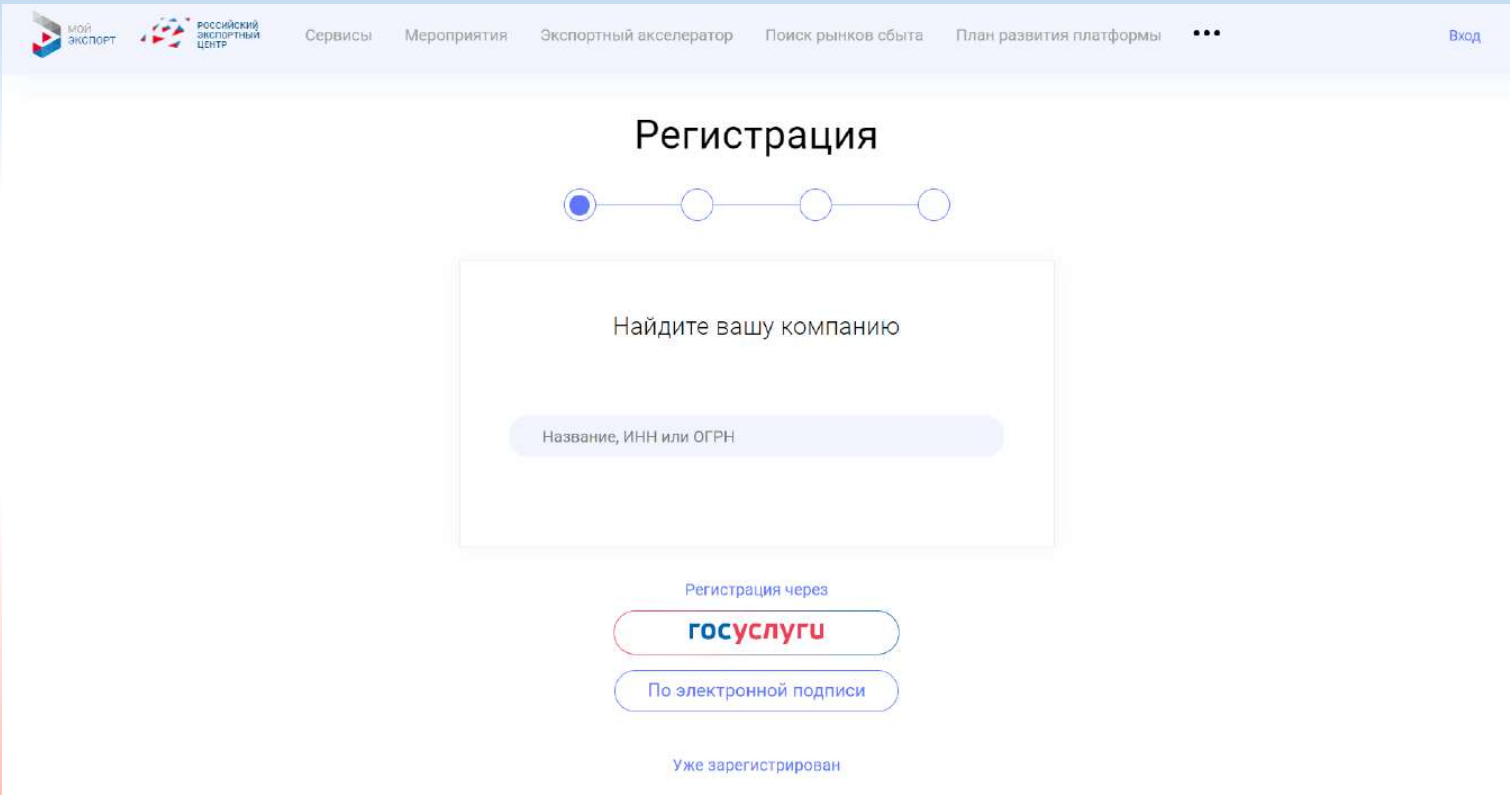 МОЙ
ЭКСПОРТ
РОССИЙСКИЙ
ЭКСПОРТНЫЙ
ЦЕНТР
Сервисы Мероприятия Экспортный акселератор Поиск рынков сбыта План развития платформы ••• Вход
Регистрация
Найдите вашу компанию
Название, ИНН или ОГРН
Регистрация через
госуслуги
По электронной подписи
Уже зарегистрирован